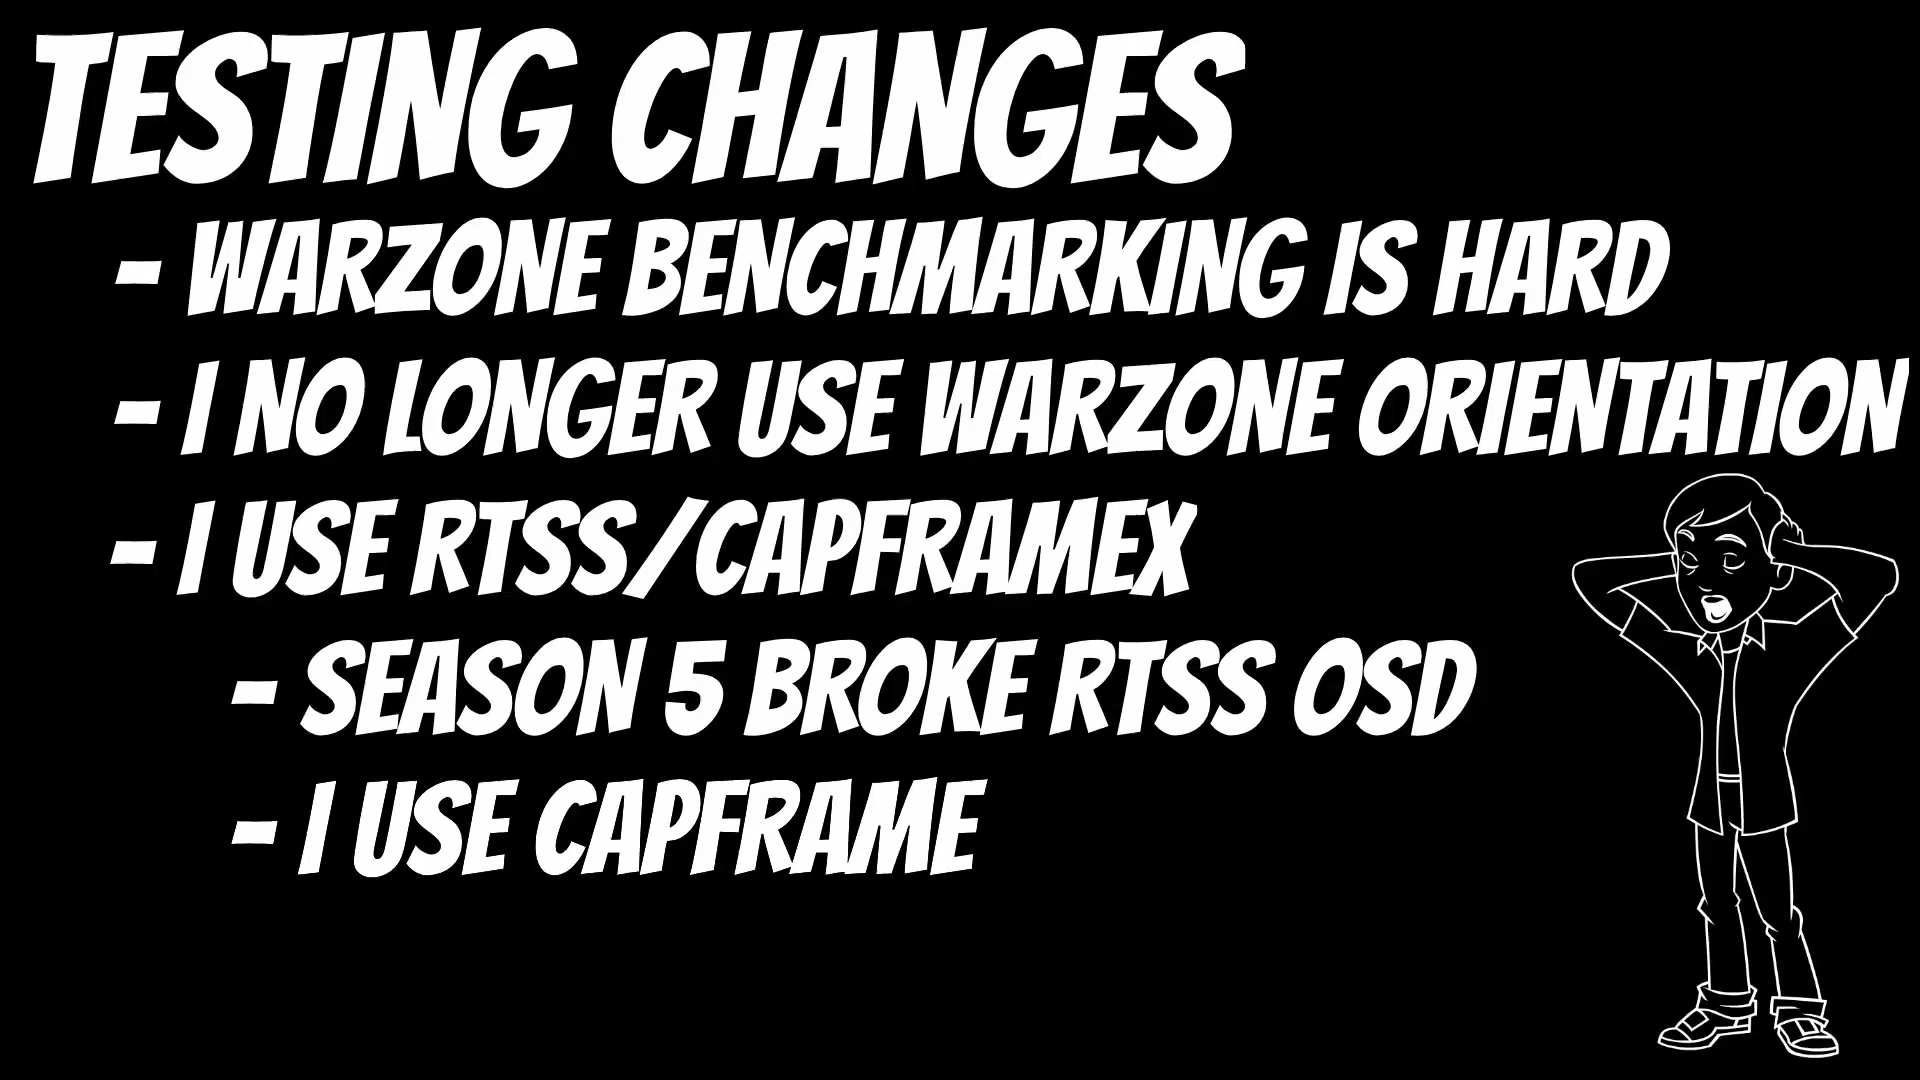 TESTING CHANGES
- WARZONE BENCHMARKING IS HARD
- I NO LONGER USE WARZONE ORIENTATION
- I USE RTSS/CAPFRAMEX
- SEASON 5 BROKE RTSS OSD
- I USE CAPFRAME